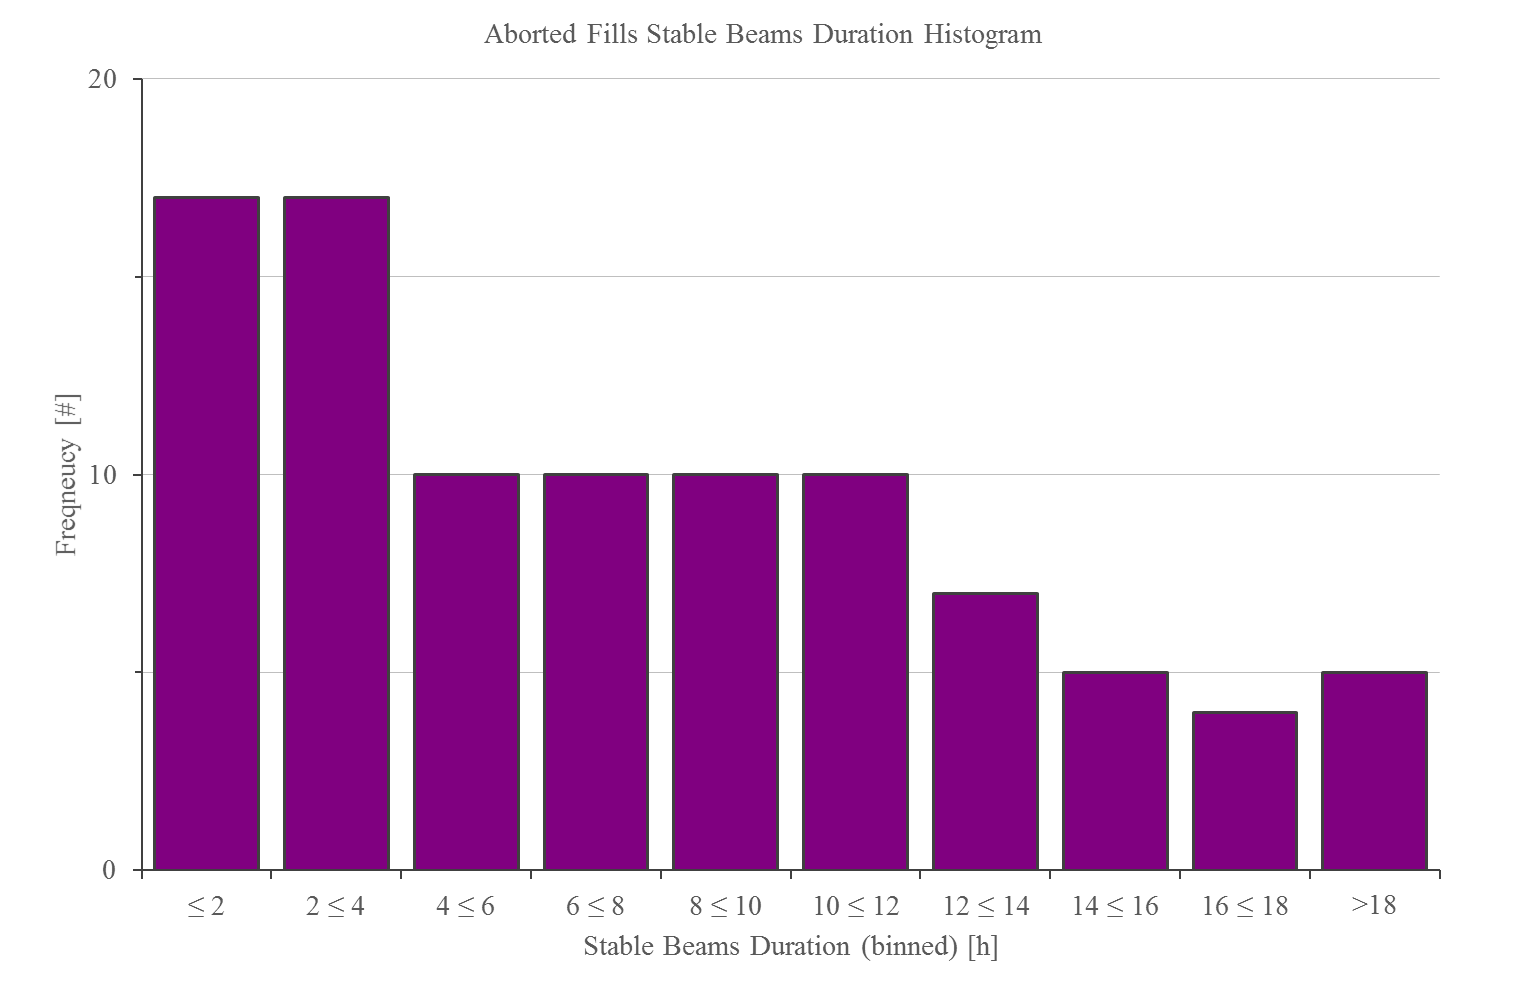 Aborted Fills Stable Beams Duration Histogram
20
10
0
Freqneucy [#]
≤ 2 2 ≤ 4 4 ≤ 6 6 ≤ 8 8 ≤ 10 10 ≤ 12 12 ≤ 14 14 ≤ 16 16 ≤ 18 >18
Stable Beams Duration (binned) [h]